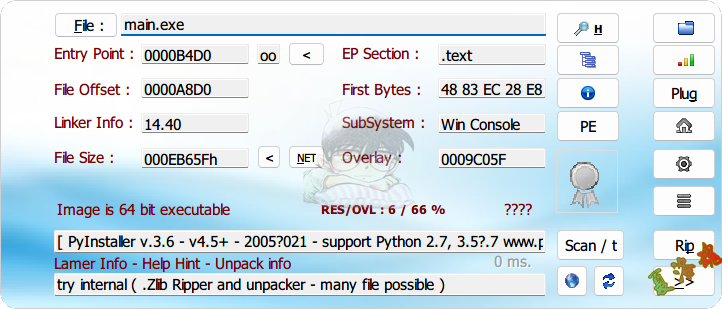 File : main.exe H
Entry Point : 0000B4D0 oo < EP Section : .text
File Offset : 0000A8D0 First Bytes : 48 83 EC 28 E8 Plug
Linker Info : 14.40 SubSystem : Win Console PE
File Size : 000EB65Fh < NET Overlay : 0009C05F
Image is 64 bit executable RES/OVL : 6 / 66 % ????
[ PyInstaller v.3.6 - v4.5+ - 2005?021 - support Python 2.7, 3.5?.7 www.p Scan / t Rip
Lamer Info - Help Hint - Unpack info 0 ms.
try internal ( .Zlib Ripper and unpacker - many file possible ) >>